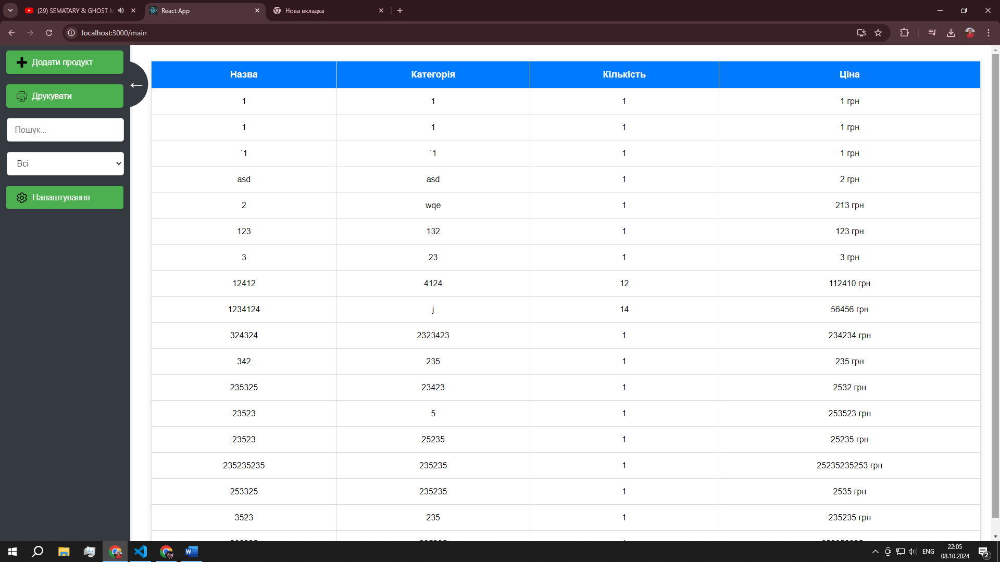 (29) SEMATARY & GHOST M
React App
Нова вкладка
localhost:3000/main
Додати продукт
Друкувати
Пошук...
Всі
Налаштування
←
Назва Категорія Кількість Ціна
1 1 1 1 грн
1 1 1 1 грн
`1 `1 1 1 грн
asd asd 1 2 грн
2 wqe 1 213 грн
123 132 1 123 грн
3 23 1 3 грн
12412 4124 12 112410 грн
1234124 j 14 56456 грн
324324 2323423 1 234234 грн
342 235 1 235 грн
235325 23423 1 2532 грн
23523 5 1 253523 грн
23523 25235 1 25235 грн
235235235 235235 1 25235235253 грн
253325 235235 1 2535 грн
3523 235 1 235235 грн
ENG
22:05
08.10.2024
2